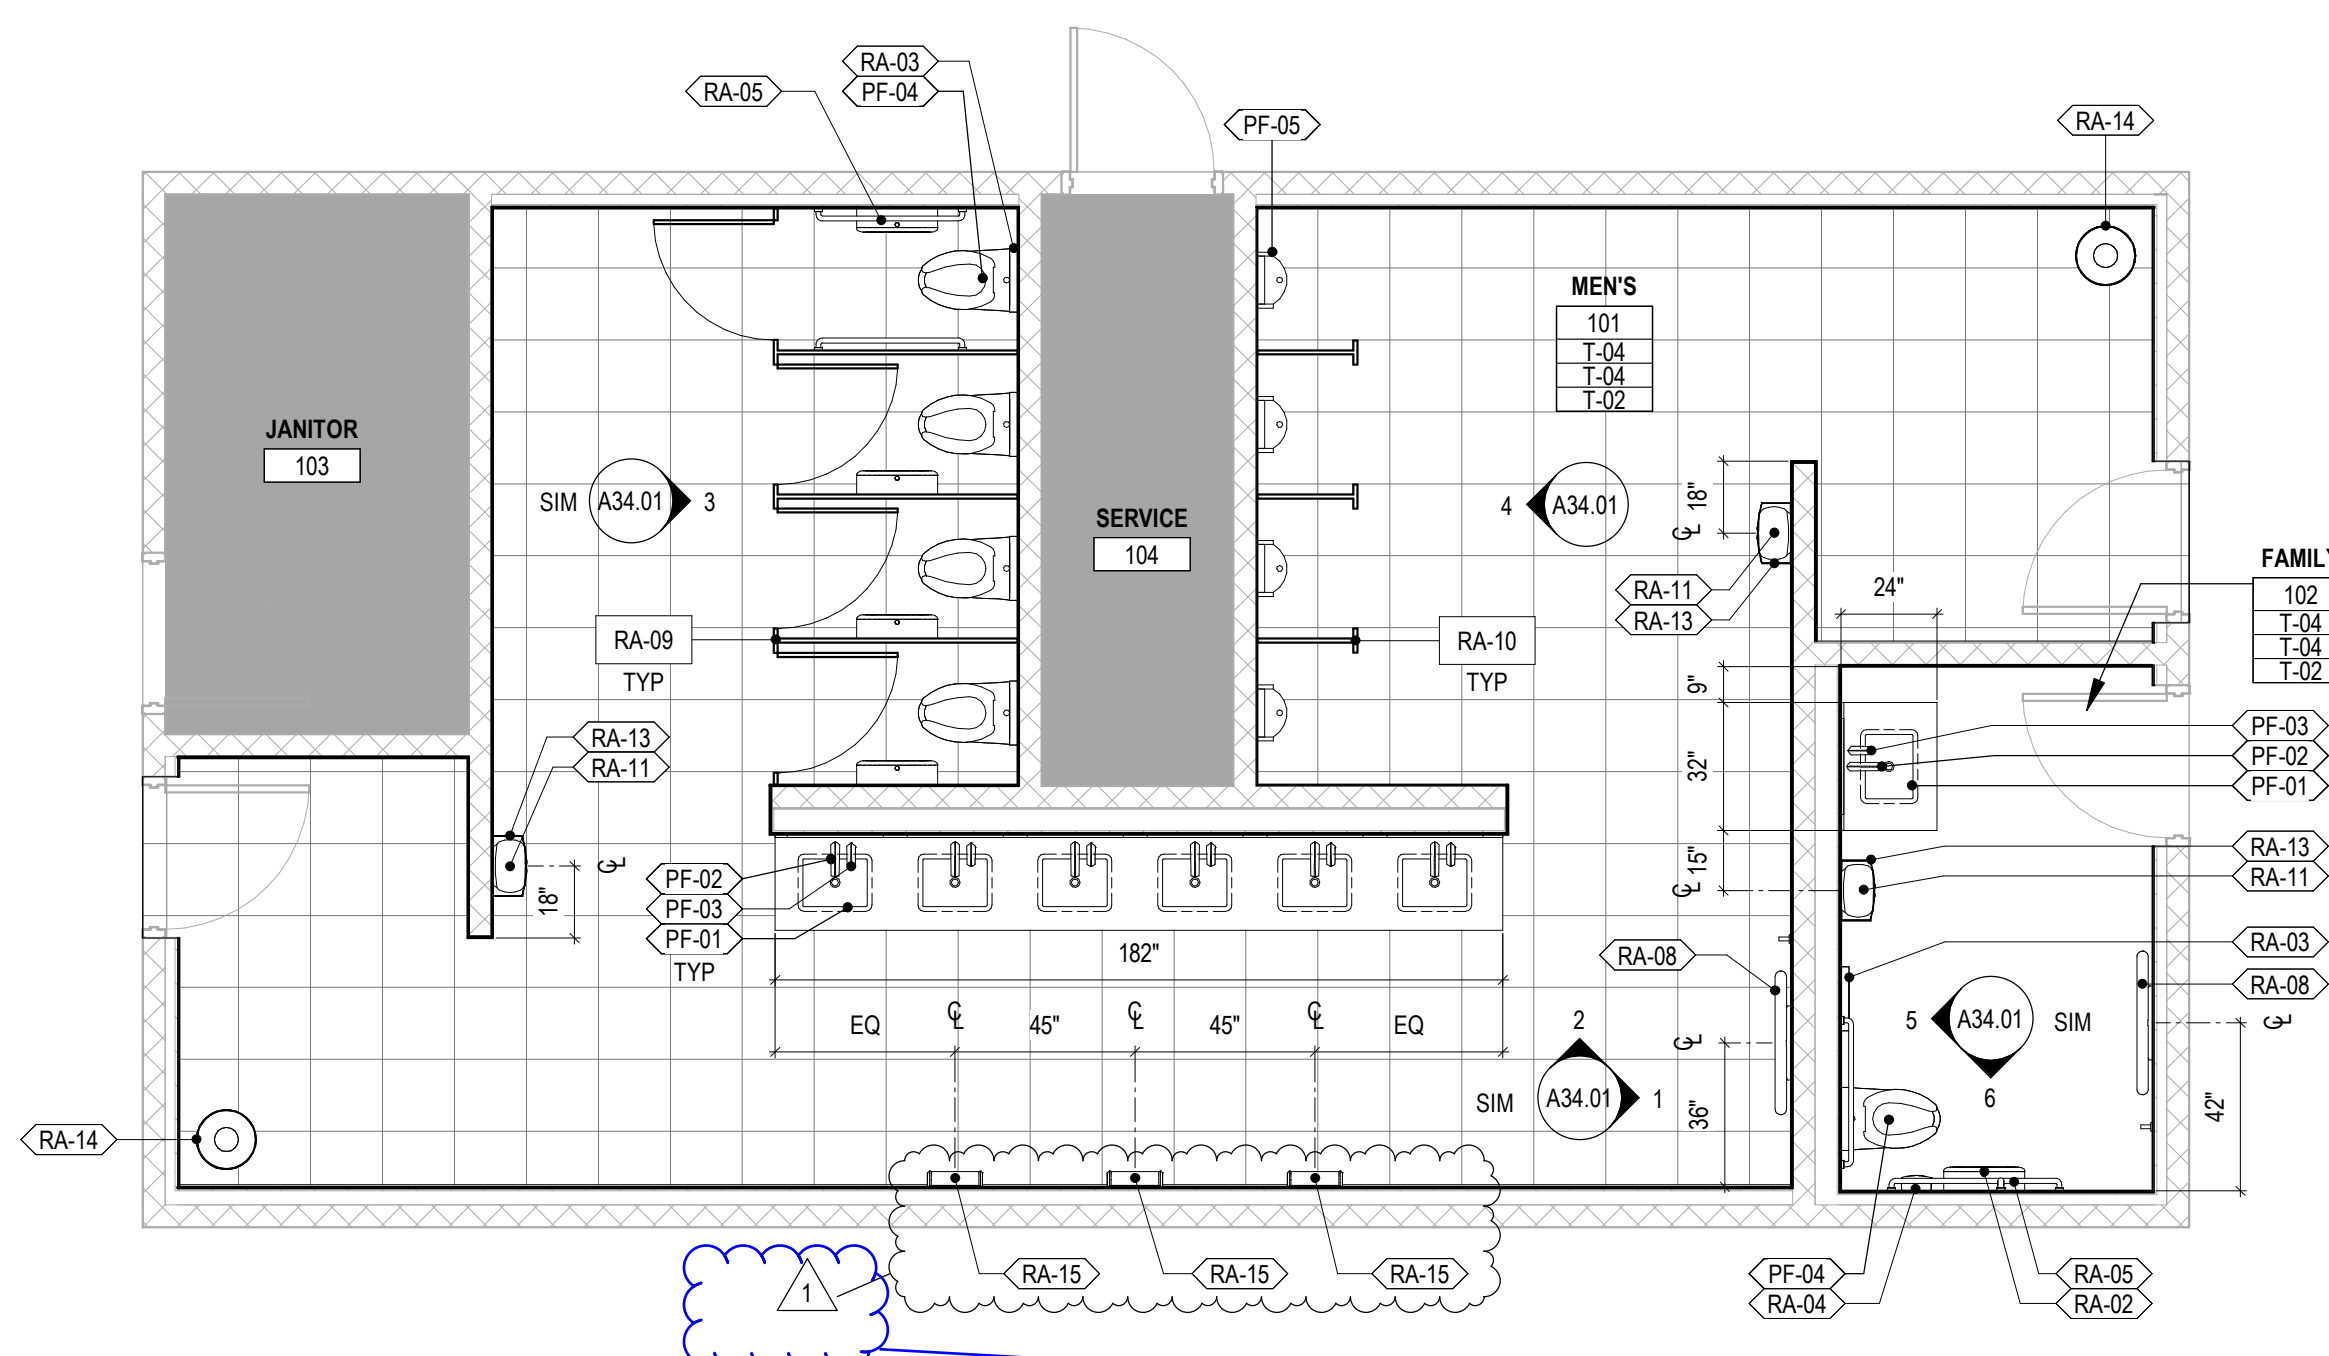 RA-03
PF-04
RA-05
PF-05
RA-14
MEN'S
101
T-04
T-04
T-02
JANITOR
103
SIM
A34.01
3
SERVICE
104
4
A34.01
18"
℄
RA-11
RA-13
24"
FAMILY
102
T-04
T-04
T-02
RA-09
TYP
RA-10
TYP
9"
32"
15"
℄
PF-03
PF-02
PF-01
RA-13
RA-11
RA-13
RA-11
18"
℄
PF-02
PF-03
PF-01
TYP
182"
EQ
℄
45"
℄
45"
℄
EQ
RA-08
RA-03
RA-08
2
SIM
A34.01
1
℄
36"
5
A34.01
SIM
6
℄
42"
RA-14
RA-15
RA-15
RA-15
1
PF-04
RA-04
RA-05
RA-02